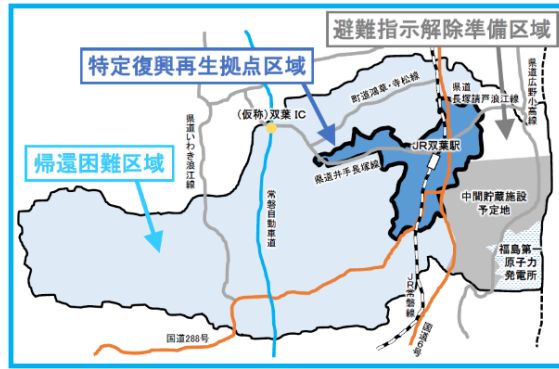 避難指示解除準備区域
特定復興再生拠点区域
帰還困難区域
(仮称)双葉 IC
町道鴻草・寺松線
県道
長塚請戸浪江線
県道広野小高線
県道いわき浪江線
JR双葉駅
県道井手長塚線
中間貯蔵施設
予定地
常磐自動車道
福島第一
原子力
発電所
JR常磐線
国道6号
国道288号